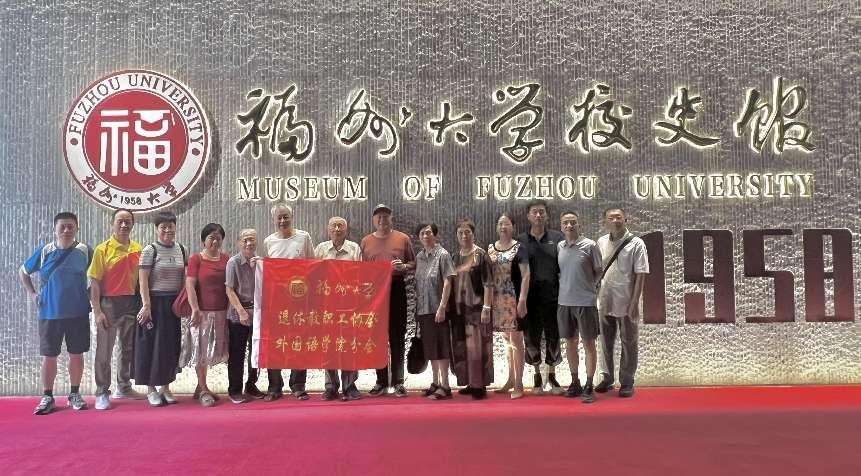 FUZHOU UNIVERSITY
福
福州大学
1958
福州大学校史馆
MUSEUM OF FUZHOU UNIVERSITY
1958
福州大学
退休教职工协会
外国语学院分会